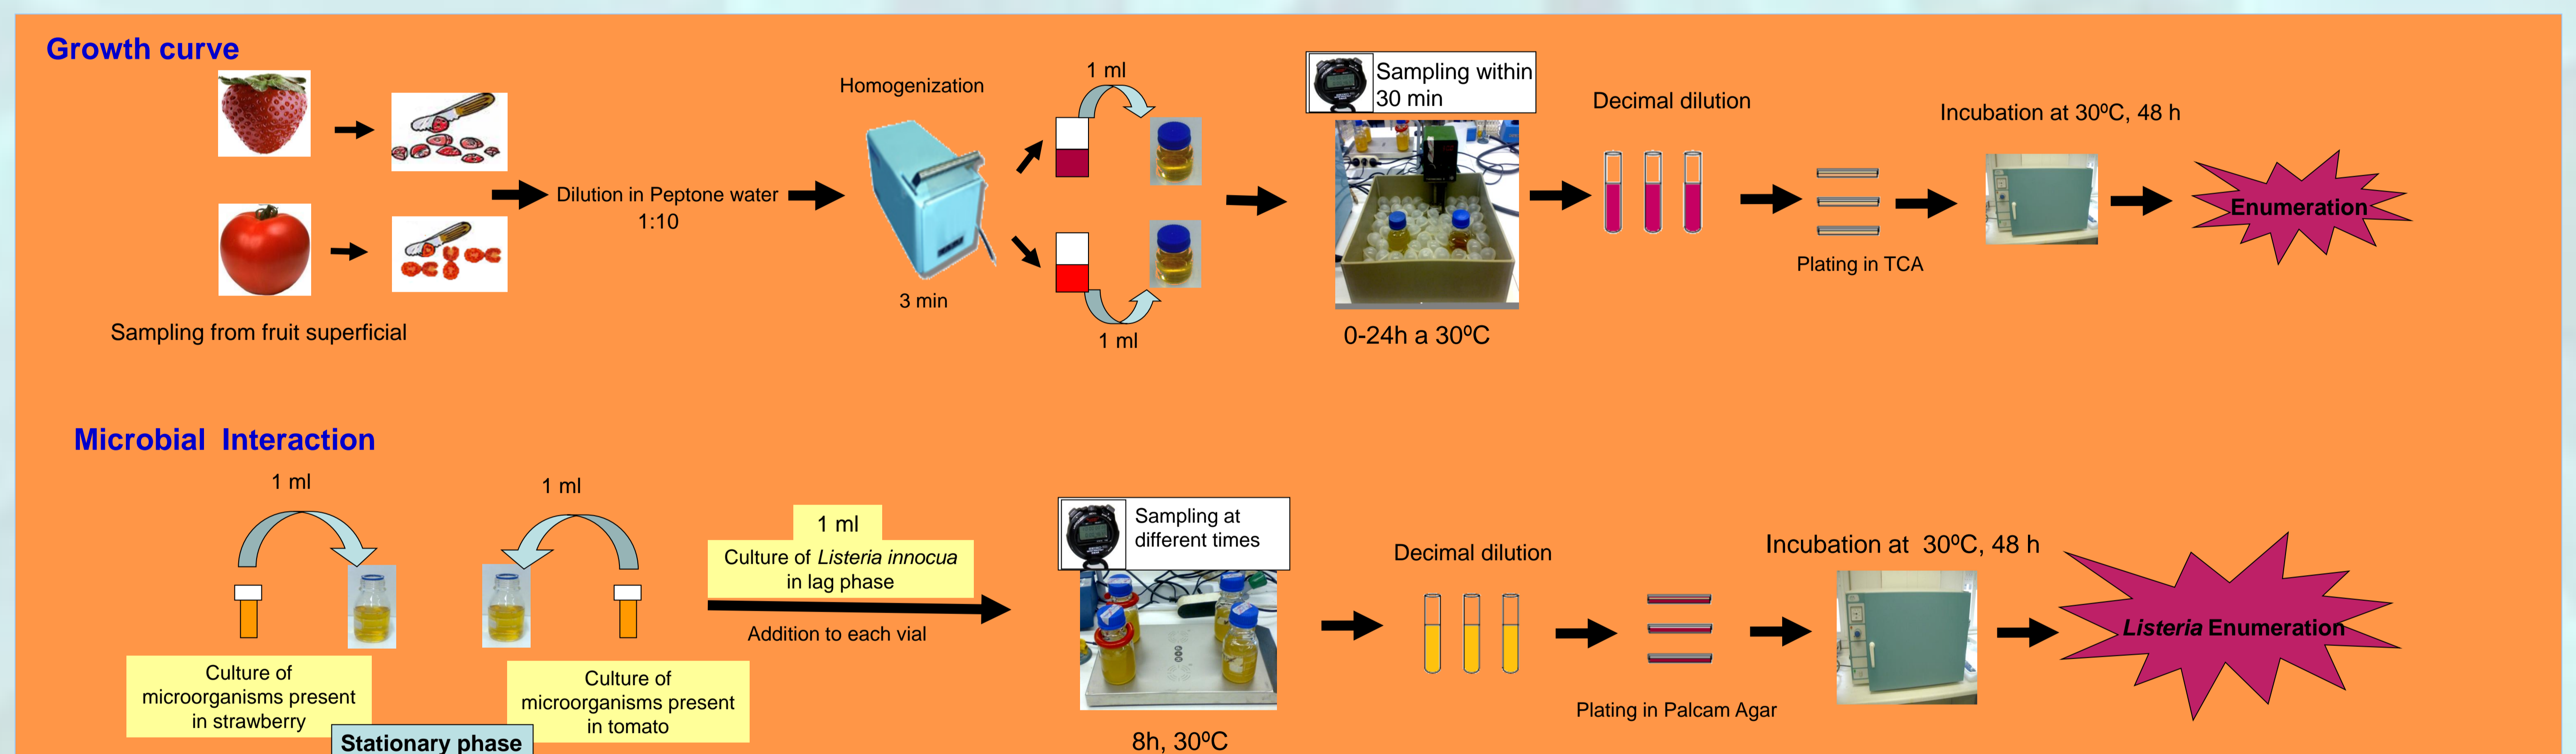 Growth curve
Sampling from fruit superficial
Dilution in Peptone water
1:10
Homogenization
3 min
1 ml
1 ml
Sampling within
30 min
0-24h a 30ºC
Decimal dilution
Plating in TCA
Incubation at 30ºC, 48 h
Enumeration
Microbial Interaction
1 ml
1 ml
Culture of
microorganisms present
in strawberry
Culture of
microorganisms present
in tomato
Stationary phase
1 ml
Culture of Listeria innocua
in lag phase
Addition to each vial
Sampling at
different times
8h, 30ºC
Decimal dilution
Plating in Palcam Agar
Incubation at 30ºC, 48 h
Listeria Enumeration